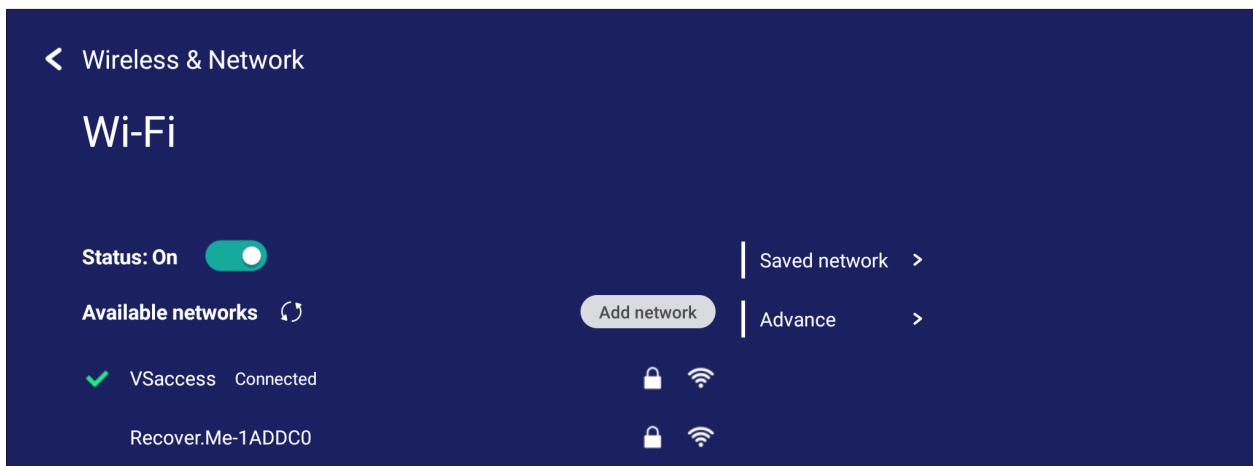 Wireless & Network
Wi-Fi
Status: On
Saved network
Available networks
Add network
Advance
VSaccess Connected
Recover.Me-1ADDC0